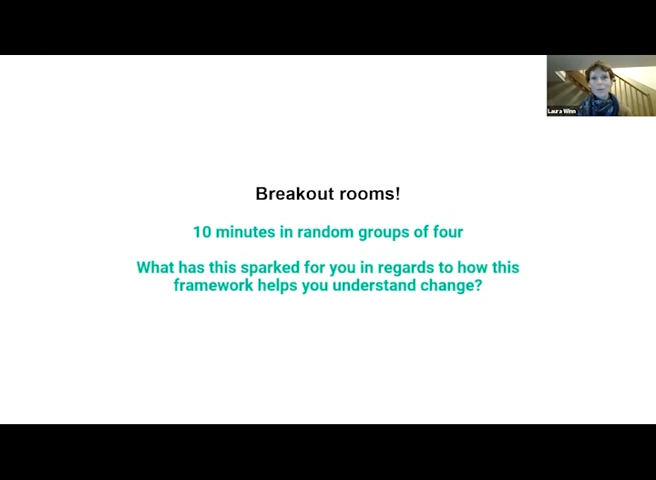 Laura Winn
Breakout rooms!
10 minutes in random groups of four
What has this sparked for you in regards to how this
framework helps you understand change?